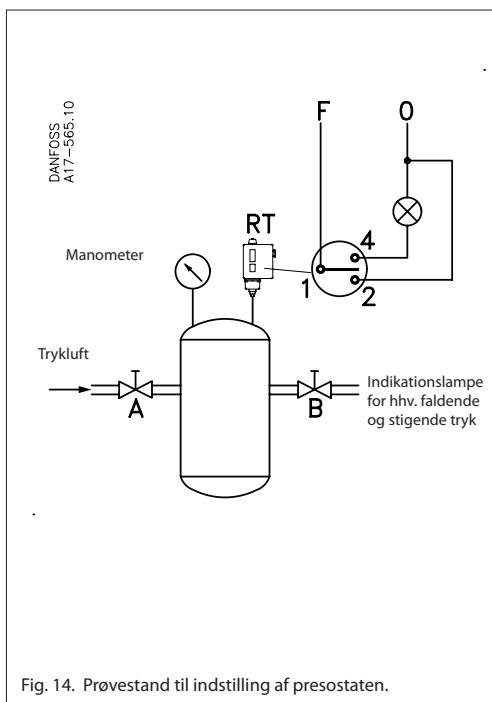 DANFOSS
A17-565.10
F
0
RT
4
1
2
Manometer
Trykluft
A
B
Indikationslampe
for hhv. faldende
og stigende tryk
Fig. 14. Prøvestand til indstilling af presostaten.